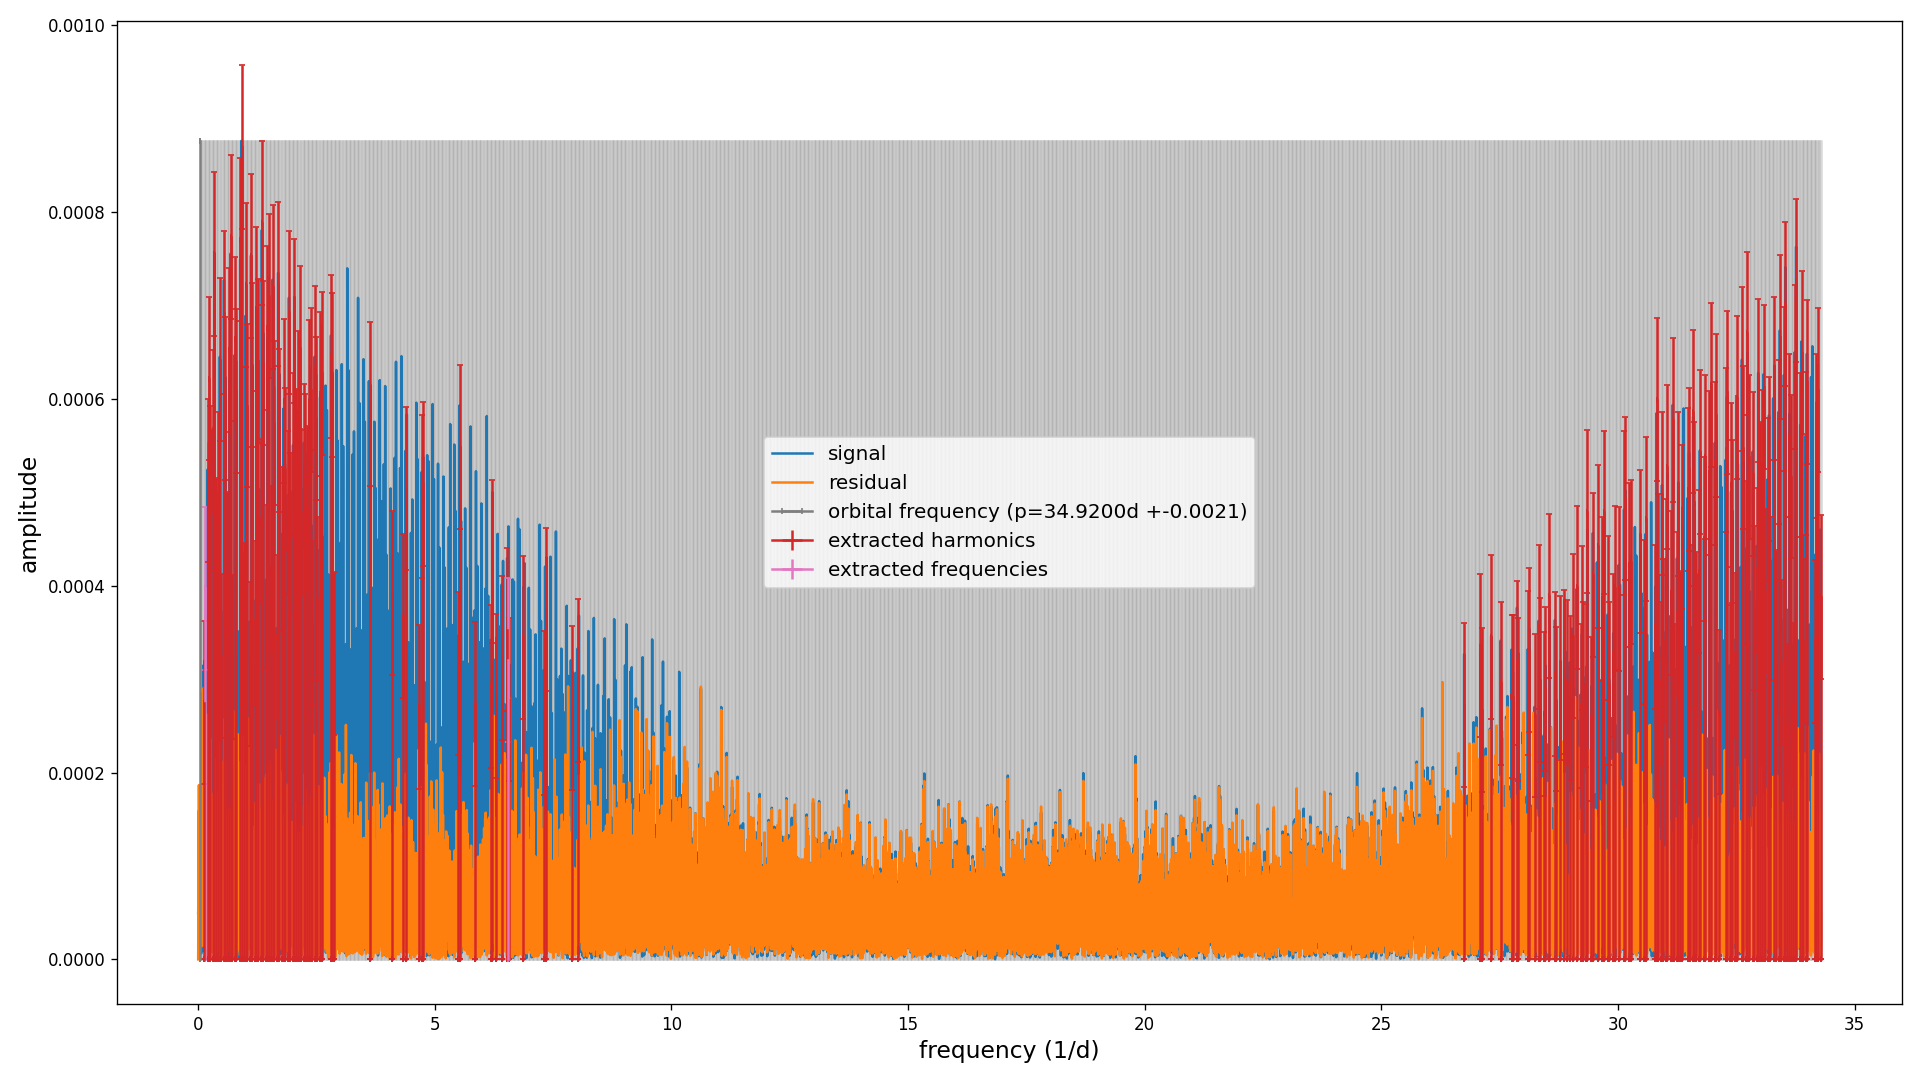 0.0010
0.0008
0.0006
0.0004
0.0002
0.0000
amplitude
signal
residual
orbital frequency (p=34.9200d +-0.0021)
extracted harmonics
extracted frequencies
0 5 10 15 20 25 30 35
frequency (1/d)